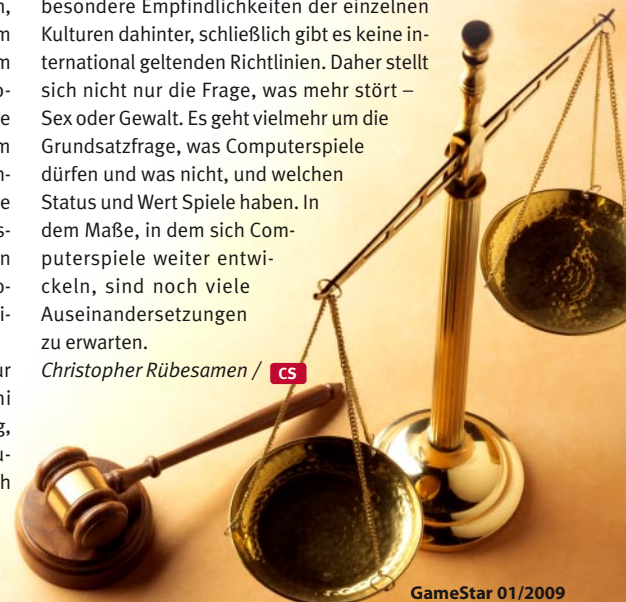 besondere Empfindlichkeiten der einzelnen
Kulturen dahinter, schließlich gibt es keine in-
ternational geltenden Richtlinien. Daher stellt
sich nicht nur die Frage, was mehr stört –
Sex oder Gewalt. Es geht vielmehr um die
Grundsatzfrage, was Computerspiele
dürfen und was nicht, und welchen
Status und Wert Spiele haben. In
dem Maße, in dem sich Com-
puterspiele weiter entwi-
ckeln, sind noch viele
Auseinandersetzungen
zu erwarten.
Christopher Rübesamen / CS
GameStar 01/2009